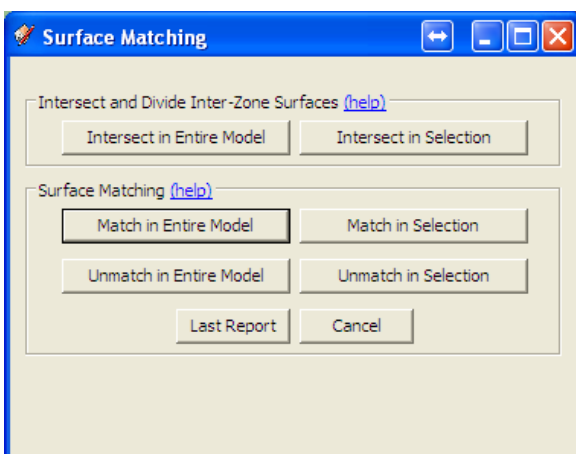 Surface Matching
Intersect and Divide Inter-Zone Surfaces (help)
Intersect in Entire Model Intersect in Selection
Surface Matching (help)
Match in Entire Model Match in Selection
Unmatch in Entire Model Unmatch in Selection
Last Report Cancel